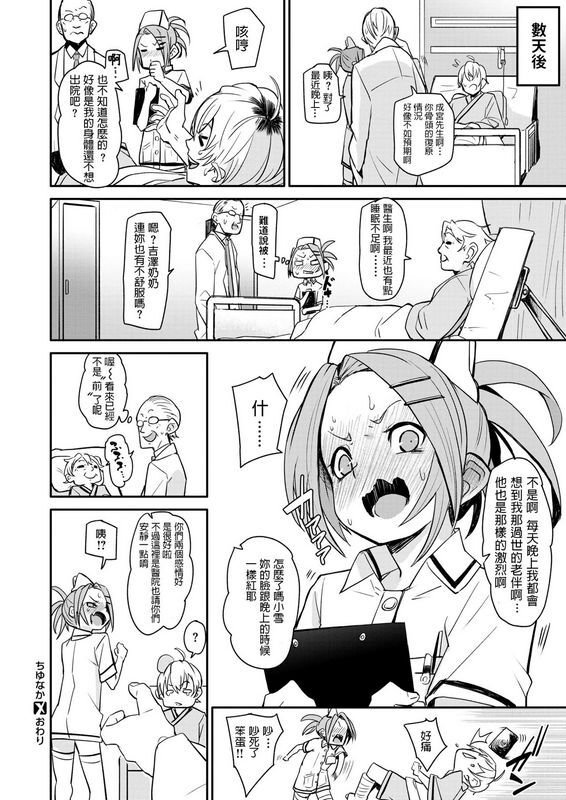 數天後
成宮先生啊…
你骨頭的復原
情況
好像不如預期啊
咦？對了
最近晚上…
咳哼
啊…
也不知道怎麼的？
好像是我的身體還不想
出院吧？
醫生啊 我最近也有點
睡眠不足啊……
難道說被…
嗯？吉澤奶奶
連妳也有不舒服嗎？
不是啊 每天晚上我都會
想到我那過世的老伴啊…
他也是那樣的激烈啊
什……
怎麼了嗎小雪
妳的臉跟晚上的時候
一樣紅耶
喔～看來已經
不是〝前〞了呢
ふふふ…
你們兩個感情好
是很好啦
不過這裡是醫院也請你們
安靜一點唷
咦!?
？
好痛
吵…
吵死了
笨蛋!!
ちゆなか
おわり